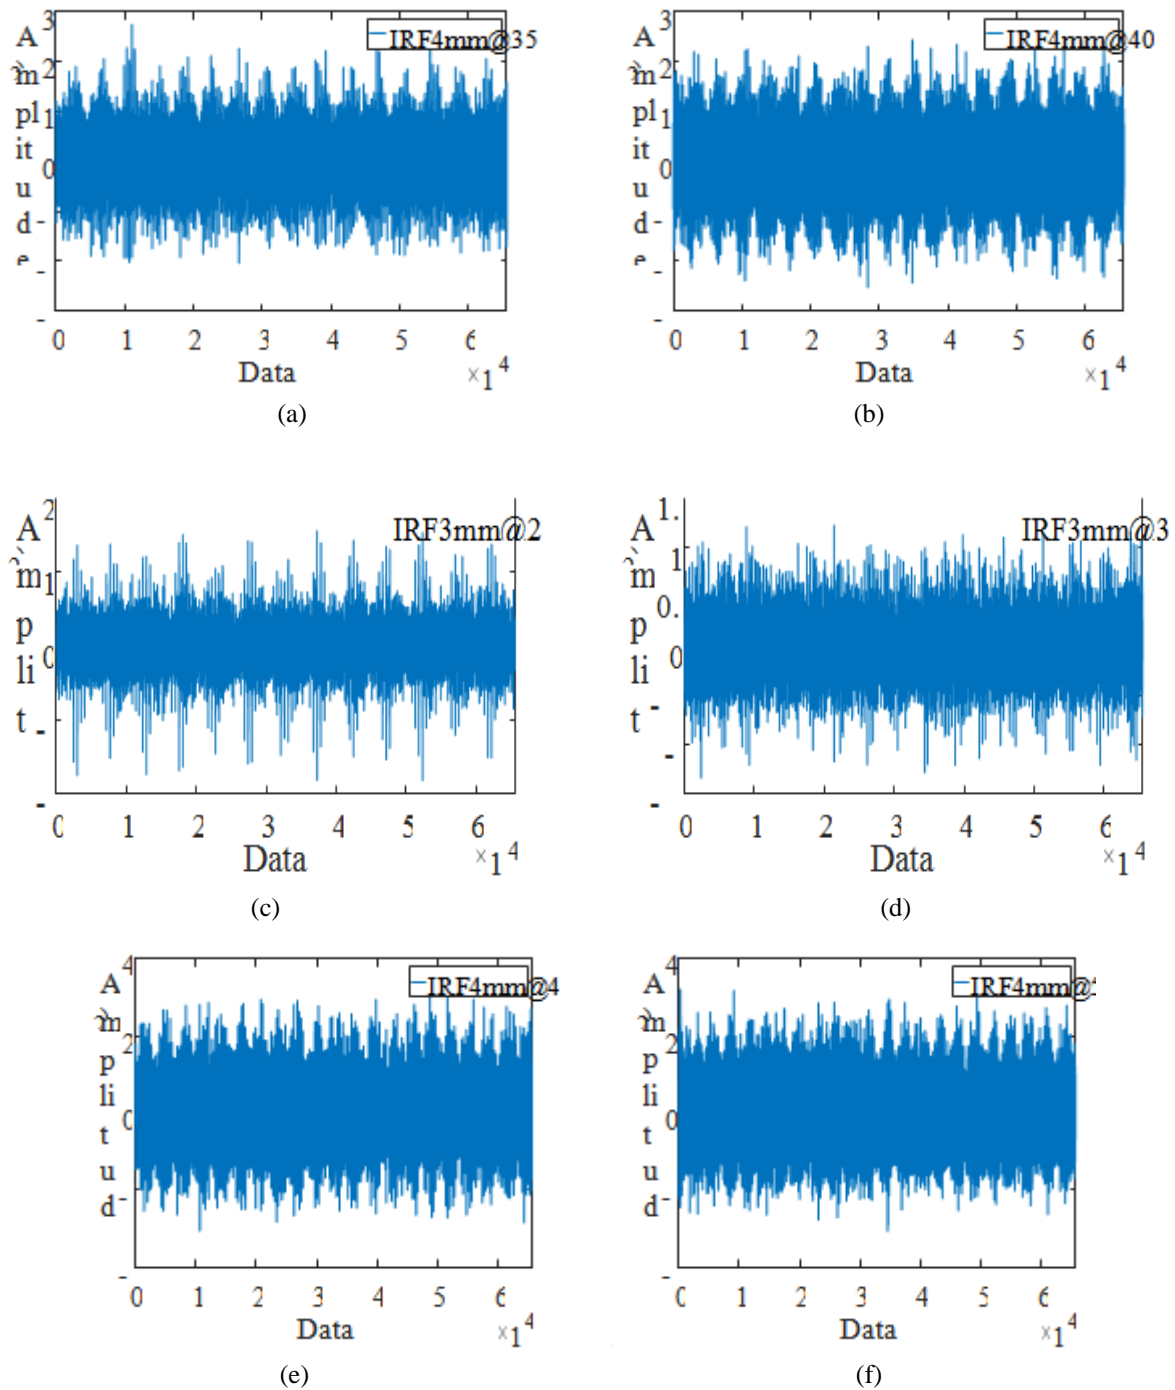 3 IRF4mm@35
A
m 2
pl 1
it
u 0
d -
e -
-
0 1 2 3 4 5 6
Data ×1 4
(a)
3 IRF4mm@40
A
m 2
pl 1
it
u 0
d -
e -
-
0 1 2 3 4 5 6
Data ×1 4
(b)
2
A IRF3mm@2
m 1
p
li 0
t -
-
0 1 2 3 4 5 6
Data ×1 4
(c)
1.
A IRF3mm@3
m 1
p 0.
li 0
t -
-
-
0 1 2 3 4 5 6
Data ×1 4
(d)
4
A IRF4mm@4
m 2
p
li
t 0
u
d -
-
0 1 2 3 4 5 6
Data ×1 4
(e)
4
A IRF4mm@
m 2
p
li
t 0
u
d -
-
0 1 2 3 4 5 6
Data ×1 4
(f)